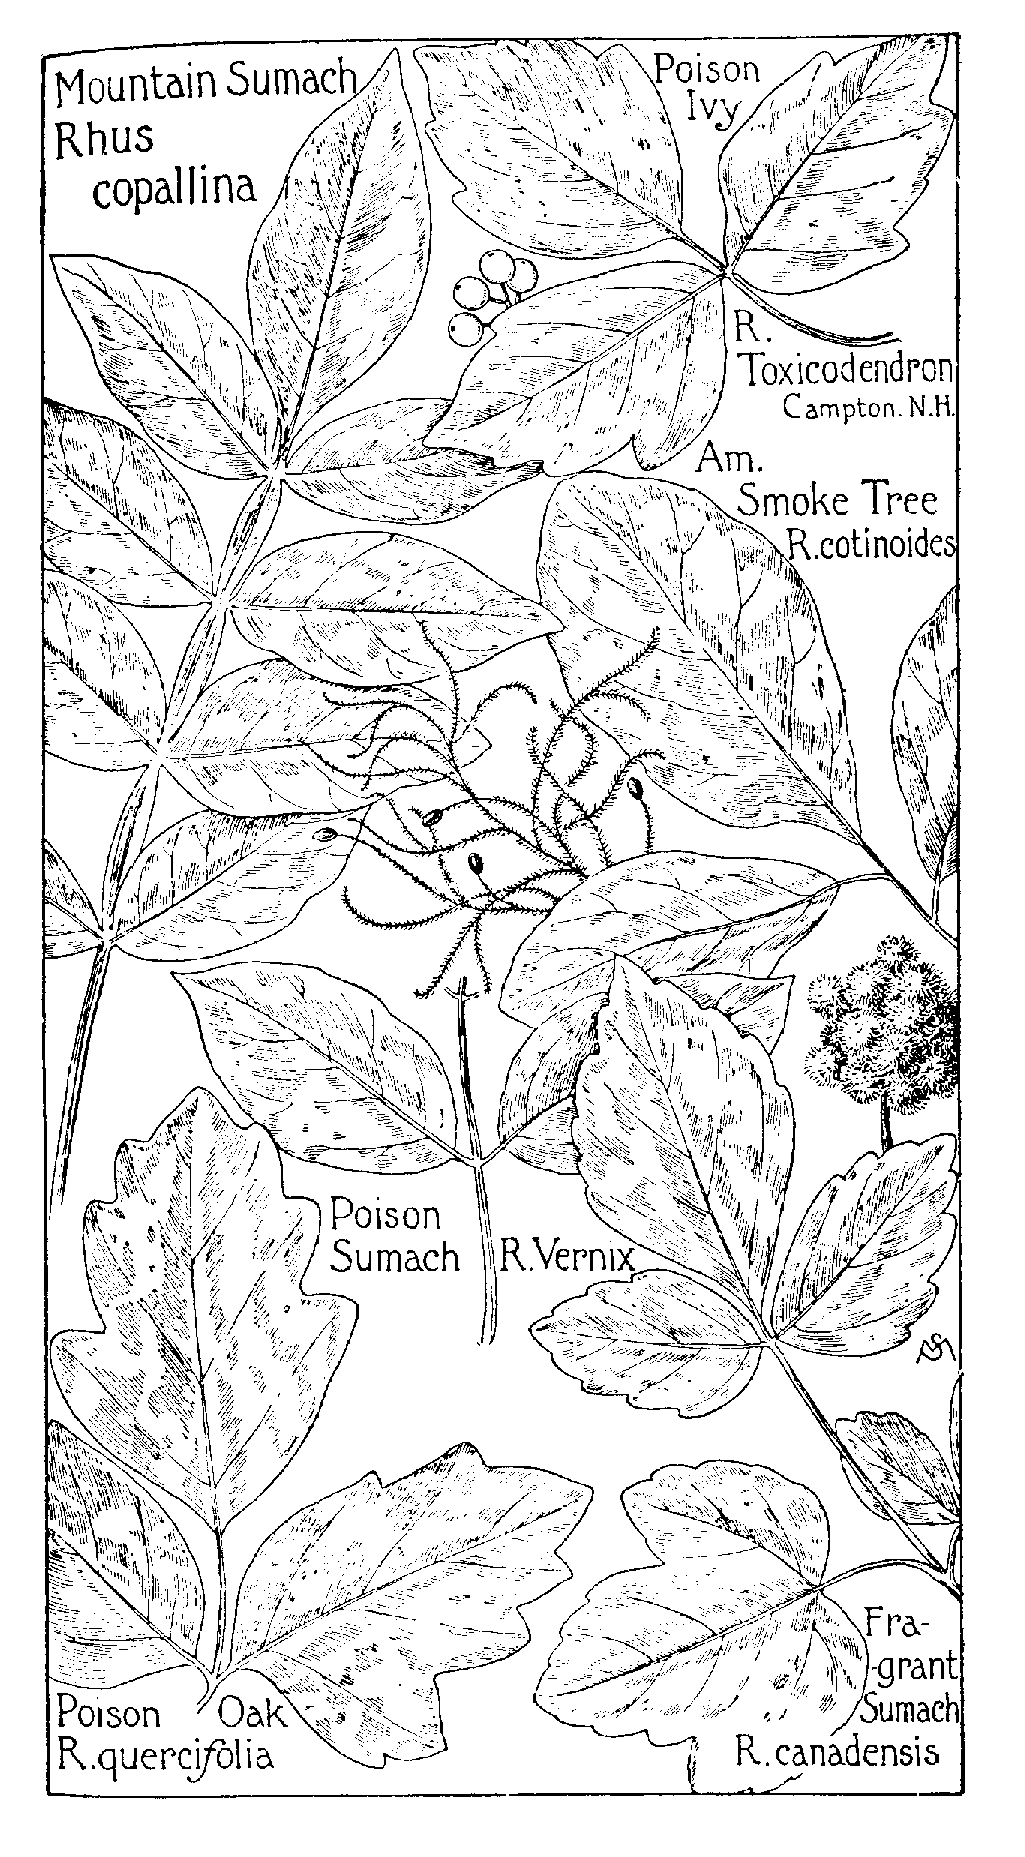 Mountain Sumach
Rhus
copallina
Poison
Ivy
R.
Toxicodendron
Campton. N.H.
Am.
Smoke Tree
R.cotinoides
Poison
Sumach R.Vernix
Poison Oak
R.quercifolia
Fra-
-grant
Sumach
R.canadensis